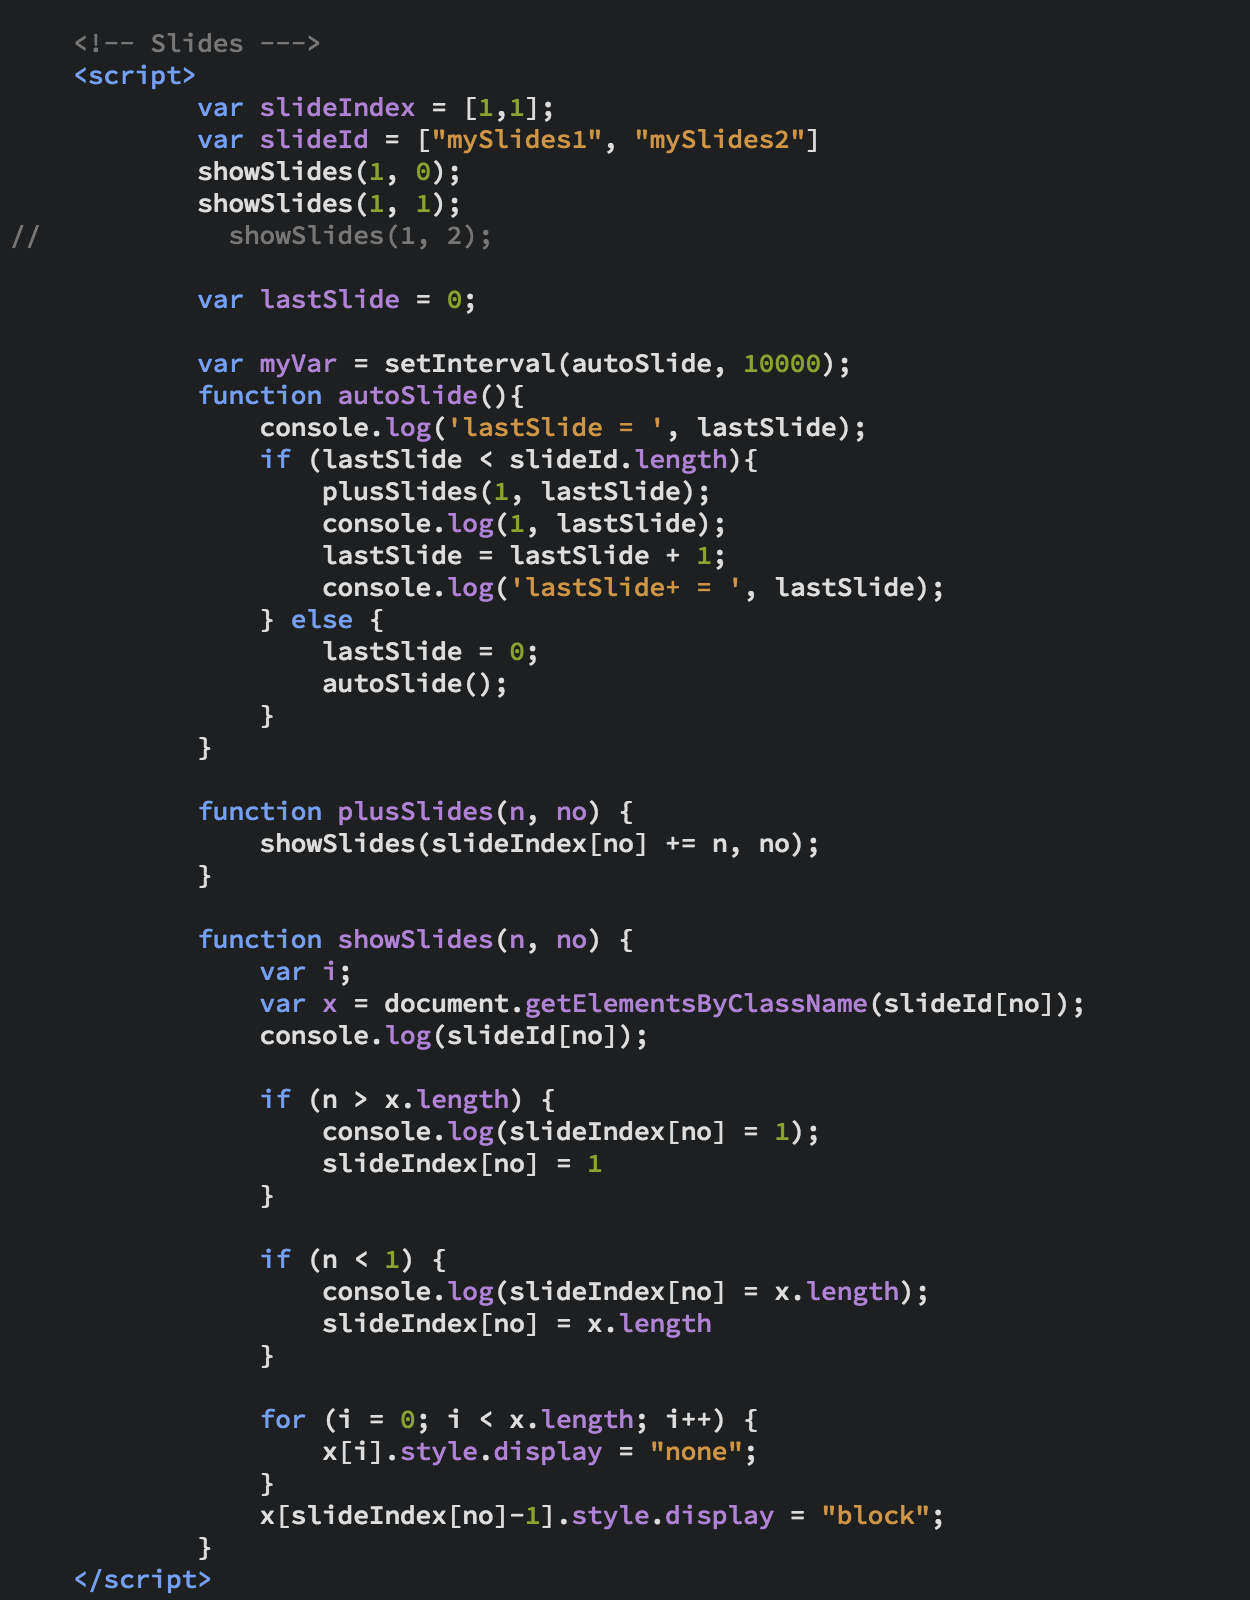 <!-- Slides --->
<script>
var slideIndex = [1,1];
var slideId = ["mySlides1", "mySlides2"]
showSlides(1, 0);
showSlides(1, 1);
// showSlides(1, 2);
var lastSlide = 0;
var myVar = setInterval(autoSlide, 10000);
function autoSlide(){
console.log('lastSlide = ', lastSlide);
if (lastSlide < slideId.length){
plusSlides(1, lastSlide);
console.log(1, lastSlide);
lastSlide = lastSlide + 1;
console.log('lastSlide+ = ', lastSlide);
} else {
lastSlide = 0;
autoSlide();
}
}
function plusSlides(n, no) {
showSlides(slideIndex[no] += n, no);
}
function showSlides(n, no) {
var i;
var x = document.getElementsByClassName(slideId[no]);
console.log(slideId[no]);
if (n > x.length) {
console.log(slideIndex[no] = 1);
slideIndex[no] = 1
}
if (n < 1) {
console.log(slideIndex[no] = x.length);
slideIndex[no] = x.length
}
for (i = 0; i < x.length; i++) {
x[i].style.display = "none";
}
x[slideIndex[no]-1].style.display = "block";
}
</script>